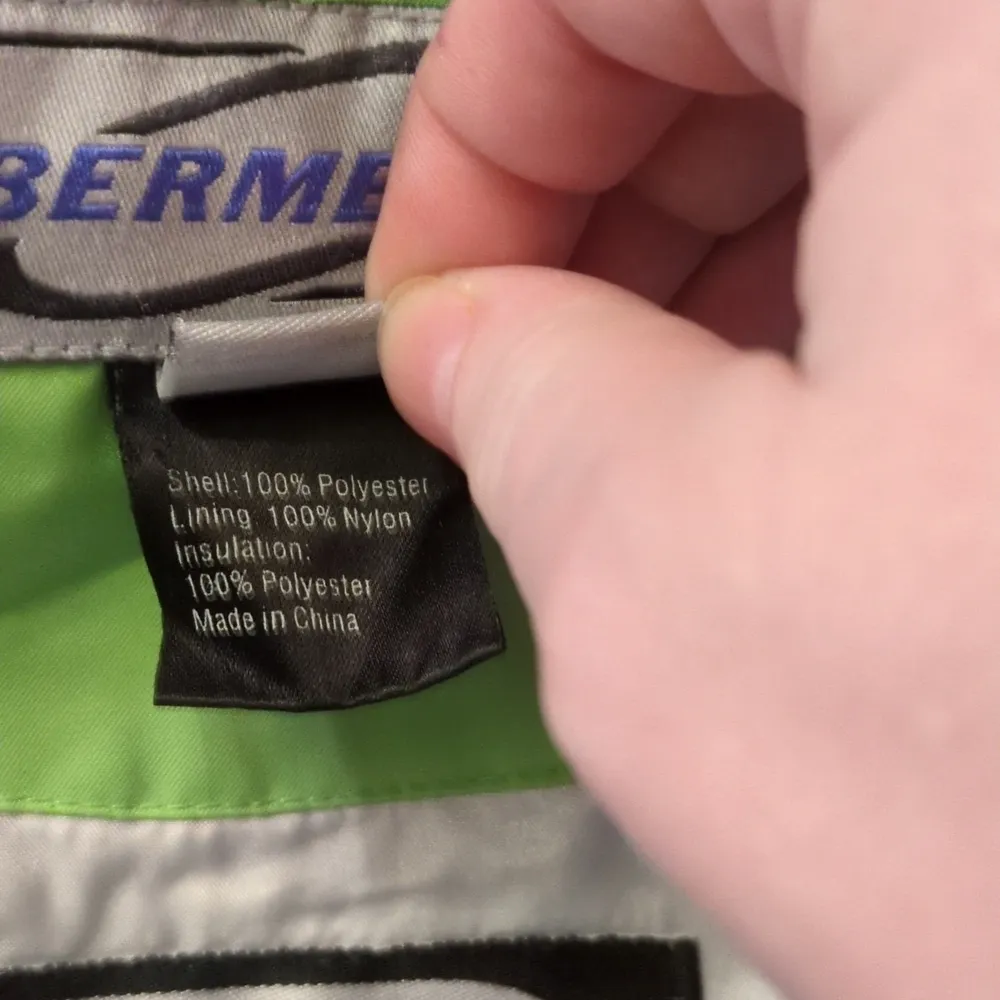 BERME
Shell:100% Polyester
Lining: 100% Nylon
Insulation:
100% Polyester
Made in China